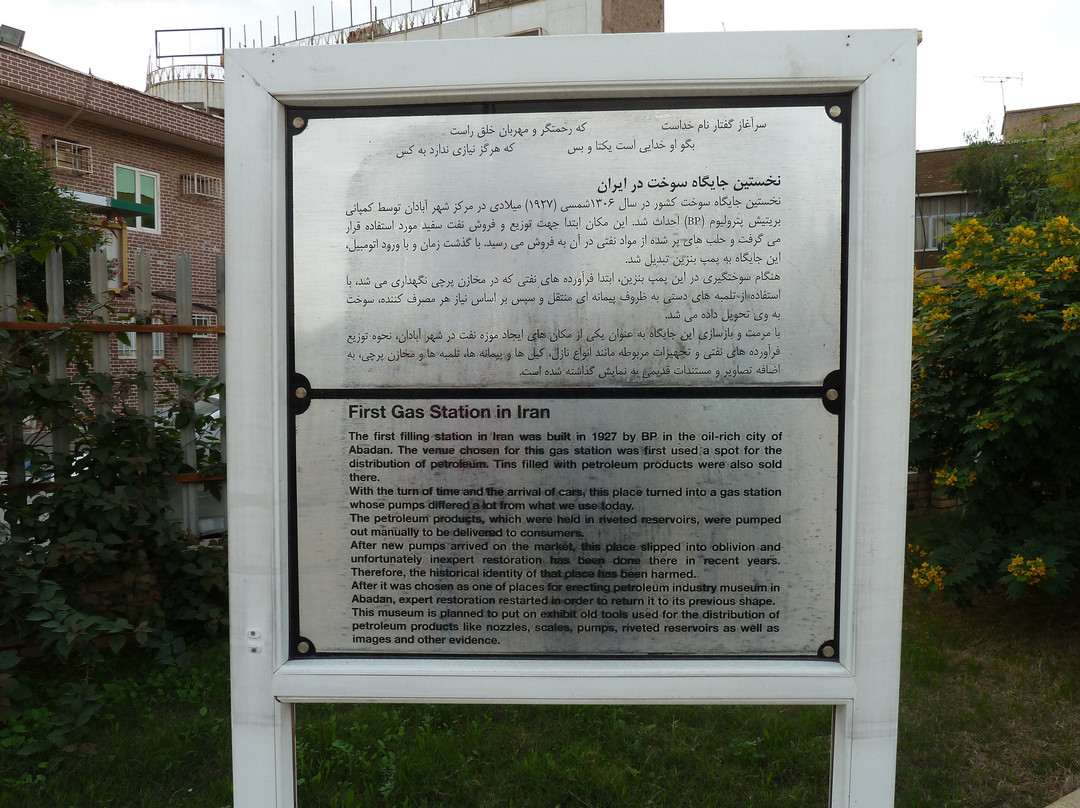 سرآغاز گفتار نام خداست که رحمتگر و مهربان خلق راست
بگو او خدایی است یکتا و بس که هرگز نیازی ندارد به کس
نخستین جایگاه سوخت در ایران
نخستین جایگاه سوخت کشور در سال ۱۳۰۶شمسی (۱۹۲۷) میلادی در مرکز شهر آبادان توسط کمپانی
بریتیش پترولیوم (BP) احداث شد. این مکان ابتدا جهت توزیع و فروش نفت سفید مورد استفاده قرار
می گرفت و حلب های پر شده از مواد نفتی در آن به فروش می رسید. با گذشت زمان و با ورود اتومبیل،
این جایگاه به پمپ بنزین تبدیل شد.
هنگام سوختگیری در این پمپ بنزین، ابتدا فرآورده های نفتی که در مخازن پرچی نگهداری می شد، با
استفاده از تلمبه های دستی به ظروف پیمانه ای منتقل و سپس بر اساس نیاز هر مصرف کننده، سوخت
به وی تحویل داده می شد.
با مرمت و بازسازی این جایگاه به عنوان یکی از مکان های ایجاد موزه نفت در شهر آبادان، نحوه توزیع
فرآورده های نفتی و تجهیزات مربوطه مانند انواع نازل، کیل ها و پیمانه ها، تلمبه ها و مخازن پرچی، به
اضافه تصاویر و مستندات قدیمی به نمایش گذاشته شده است.
First Gas Station in Iran
The first filling station in Iran was built in 1927 by BP in the oil-rich city of
Abadan. The venue chosen for this gas station was first used a spot for the
distribution of petroleum. Tins filled with petroleum products were also sold
there.
With the turn of time and the arrival of cars, this place turned into a gas station
whose pumps differed a lot from what we use today.
The petroleum products, which were held in riveted reservoirs, were pumped
out manually to be delivered to consumers.
After new pumps arrived on the market, this place slipped into oblivion and
unfortunately inexpert restoration has been done there in recent years.
Therefore, the historical identity of that place has been harmed.
After it was chosen as one of places for erecting petroleum industry museum in
Abadan, expert restoration restarted in order to return it to its previous shape.
This museum is planned to put on exhibit old tools used for the distribution of
petroleum products like nozzles, scales, pumps, riveted reservoirs as well as
images and other evidence.